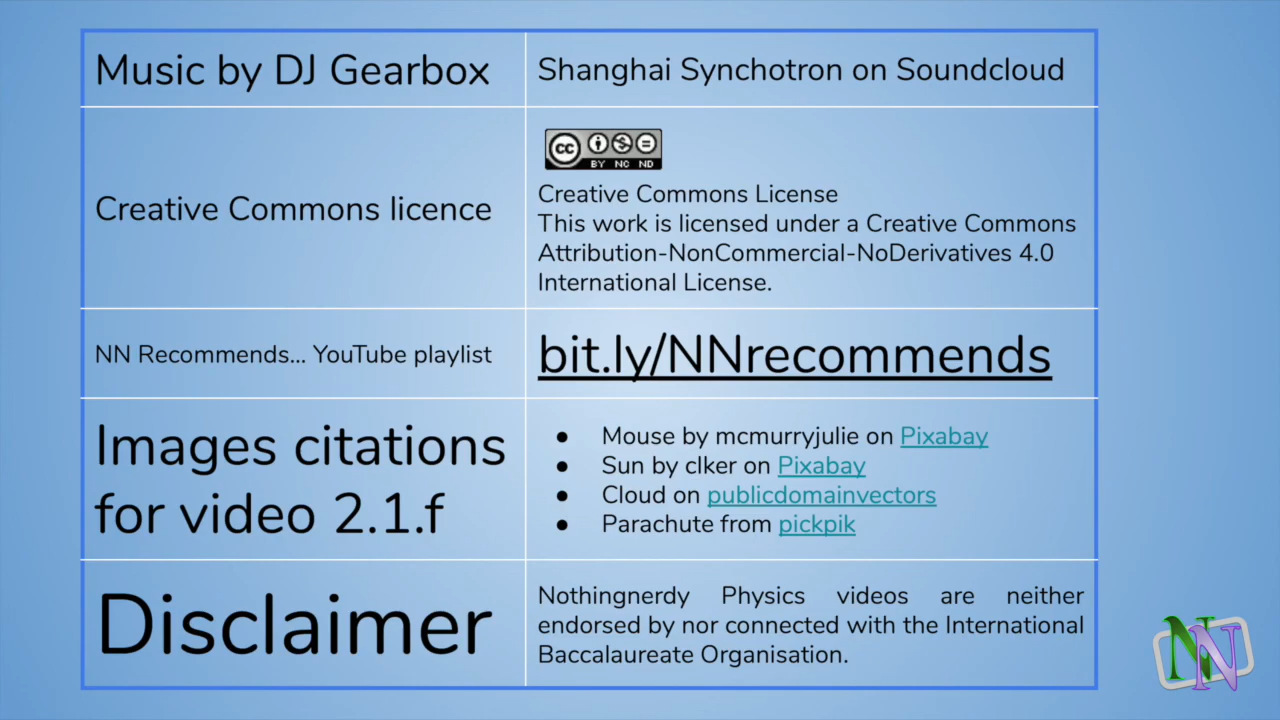 Music by DJ Gearbox
Shanghai Synchotron on Soundcloud
Creative Commons licence
cc BY NC ND
Creative Commons License
This work is licensed under a Creative Commons
Attribution-NonCommercial-NoDerivatives 4.0
International License.
NN Recommends... YouTube playlist
bit.ly/NNrecommends
Images citations
for video 2.1.f
● Mouse by mcmurryjulie on Pixabay
● Sun by clker on Pixabay
● Cloud on publicdomainvectors
● Parachute from pickpik
Disclaimer
Nothingnerdy Physics videos are neither
endorsed by nor connected with the International
Baccalaureate Organisation.
NN